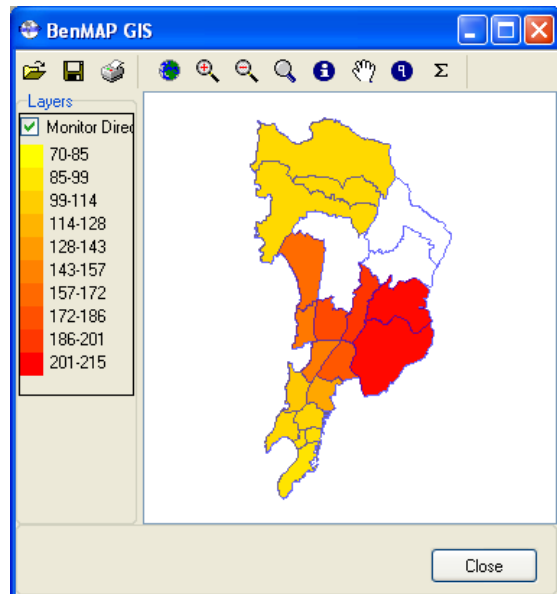 BenMAP GIS
Σ
Layers
Monitor Direc
70-85
85-99
99-114
114-128
128-143
143-157
157-172
172-186
186-201
201-215
Close